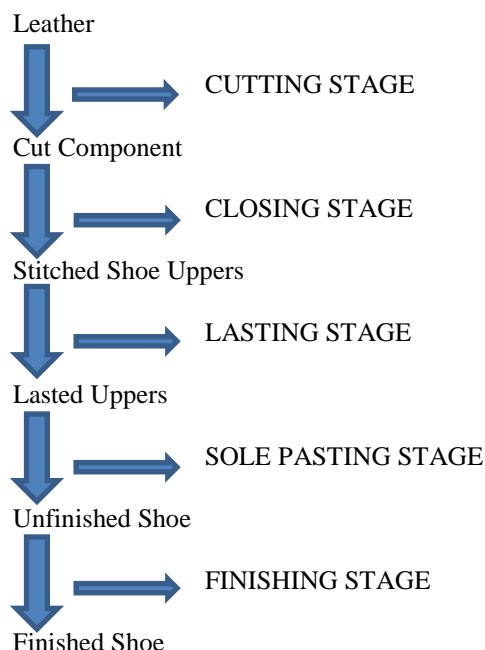 Leather
CUTTING STAGE
Cut Component
CLOSING STAGE
Stitched Shoe Uppers
LASTING STAGE
Lasted Uppers
SOLE PASTING STAGE
Unfinished Shoe
FINISHING STAGE
Finished Shoe